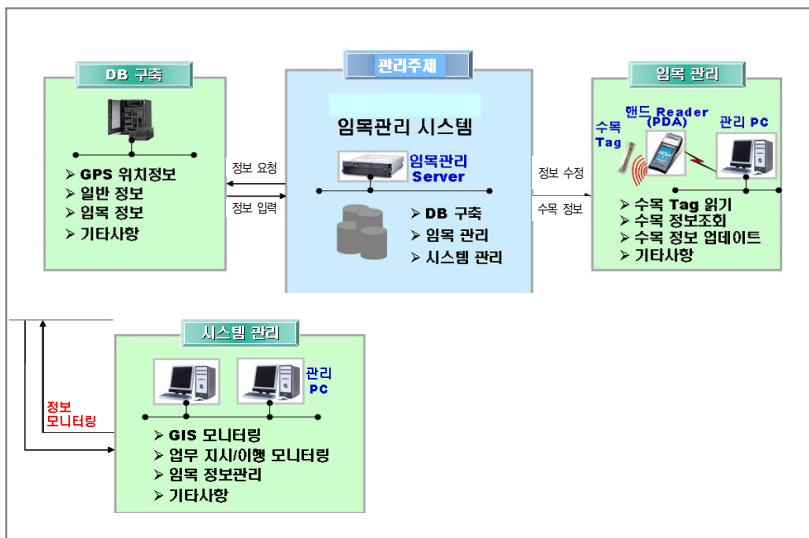 DB 구축
GPS 위치정보
일반 정보
임목 정보
기타사항
정보 요청
정보 입력
관리주체
임목관리 시스템
임목관리
Server
DB 구축
임목 관리
시스템 관리
정보 수정
수목 정보
임목 관리
수목
Tag
핸드 Reader
(PDA)
관리 PC
수목 Tag 읽기
수목 정보조회
수목 정보 업데이트
기타사항
정보
모니터링
시스템 관리
관리
PC
GIS 모니터링
업무 지시/이행 모니터링
임목 정보관리
기타사항